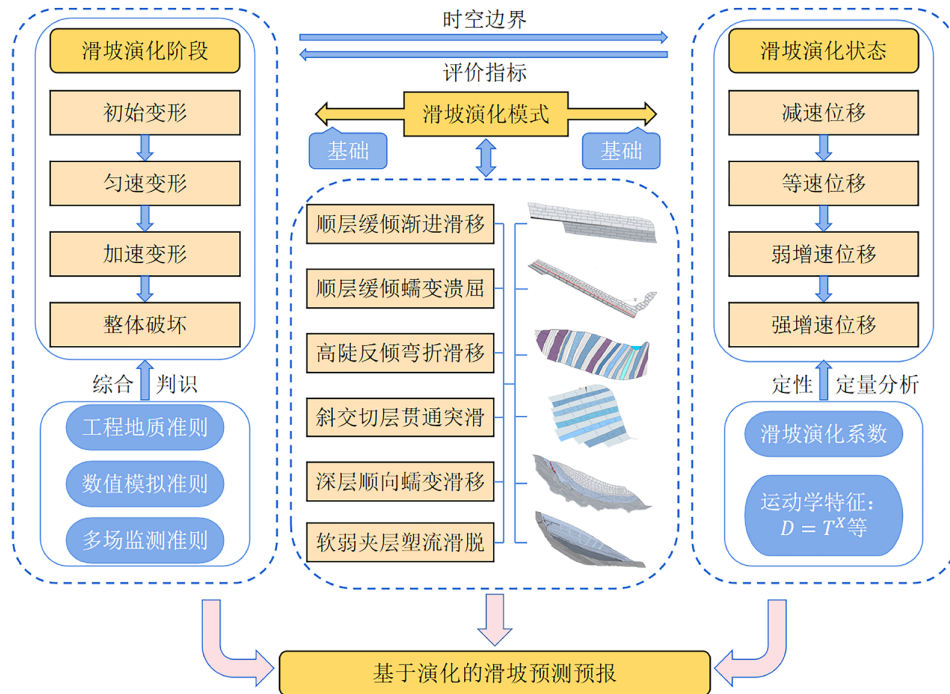 滑坡演化阶段
初始变形
匀速变形
加速变形
整体破坏
综合 判识
工程地质准则
数值模拟准则
多场监测准则
时空边界
评价指标
滑坡演化模式
基础
基础
顺层缓倾渐进滑移
顺层缓倾蠕变溃屈
高陡反倾弯折滑移
斜交切层贯通突滑
深层顺向蠕变滑移
软弱夹层塑流滑脱
滑坡演化状态
减速位移
等速位移
弱增速位移
强增速位移
定性 定量分析
滑坡演化系数
运动学特征：
D = T^X等
基于演化的滑坡预测预报